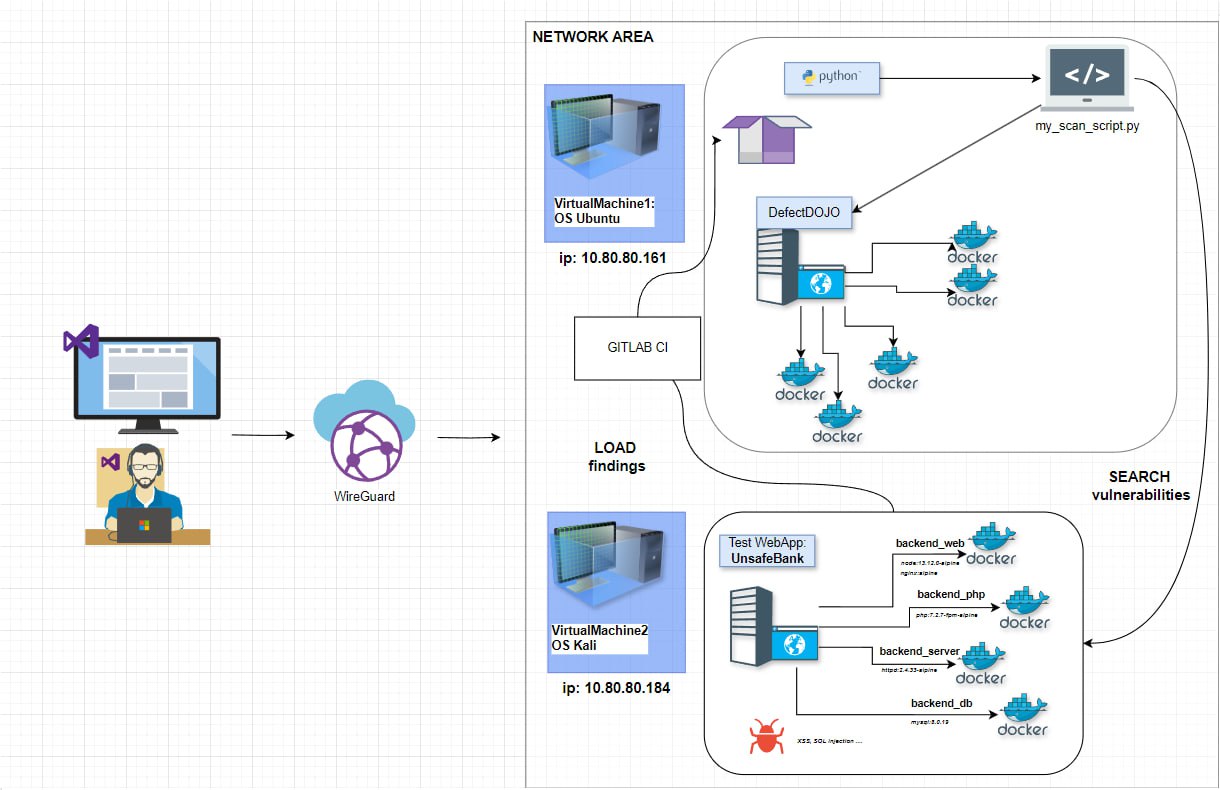 NETWORK AREA
python
</>
my_scan_script.py
VirtualMachine1:
OS Ubuntu
ip: 10.80.80.161
DefectDOJO
docker
docker
docker
docker
docker
GITLAB CI
LOAD
findings
WireGuard
SEARCH
vulnerabilities
VirtualMachine2
OS Kali
ip: 10.80.80.184
Test WebApp:
UnsafeBank
backend_web
node:13.12.0-alpine
nginx:alpine
docker
backend_php
php:7.2.7-fpm-alpine
docker
backend_server
httpd:2.4.33-alpine
docker
backend_db
mysql:8.0.19
docker
XSS, SQL injection ...